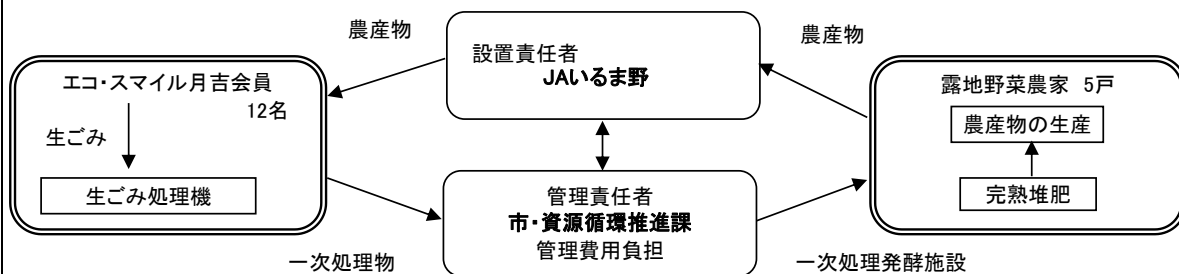 農産物
農産物
エコ・スマイル月吉会員
12名
生ごみ
生ごみ処理機
設置責任者
JAいるま野
管理責任者
市・資源循環推進課
管理費用負担
露地野菜農家 5戸
農産物の生産
完熟堆肥
一次処理物
一次処理発酵施設